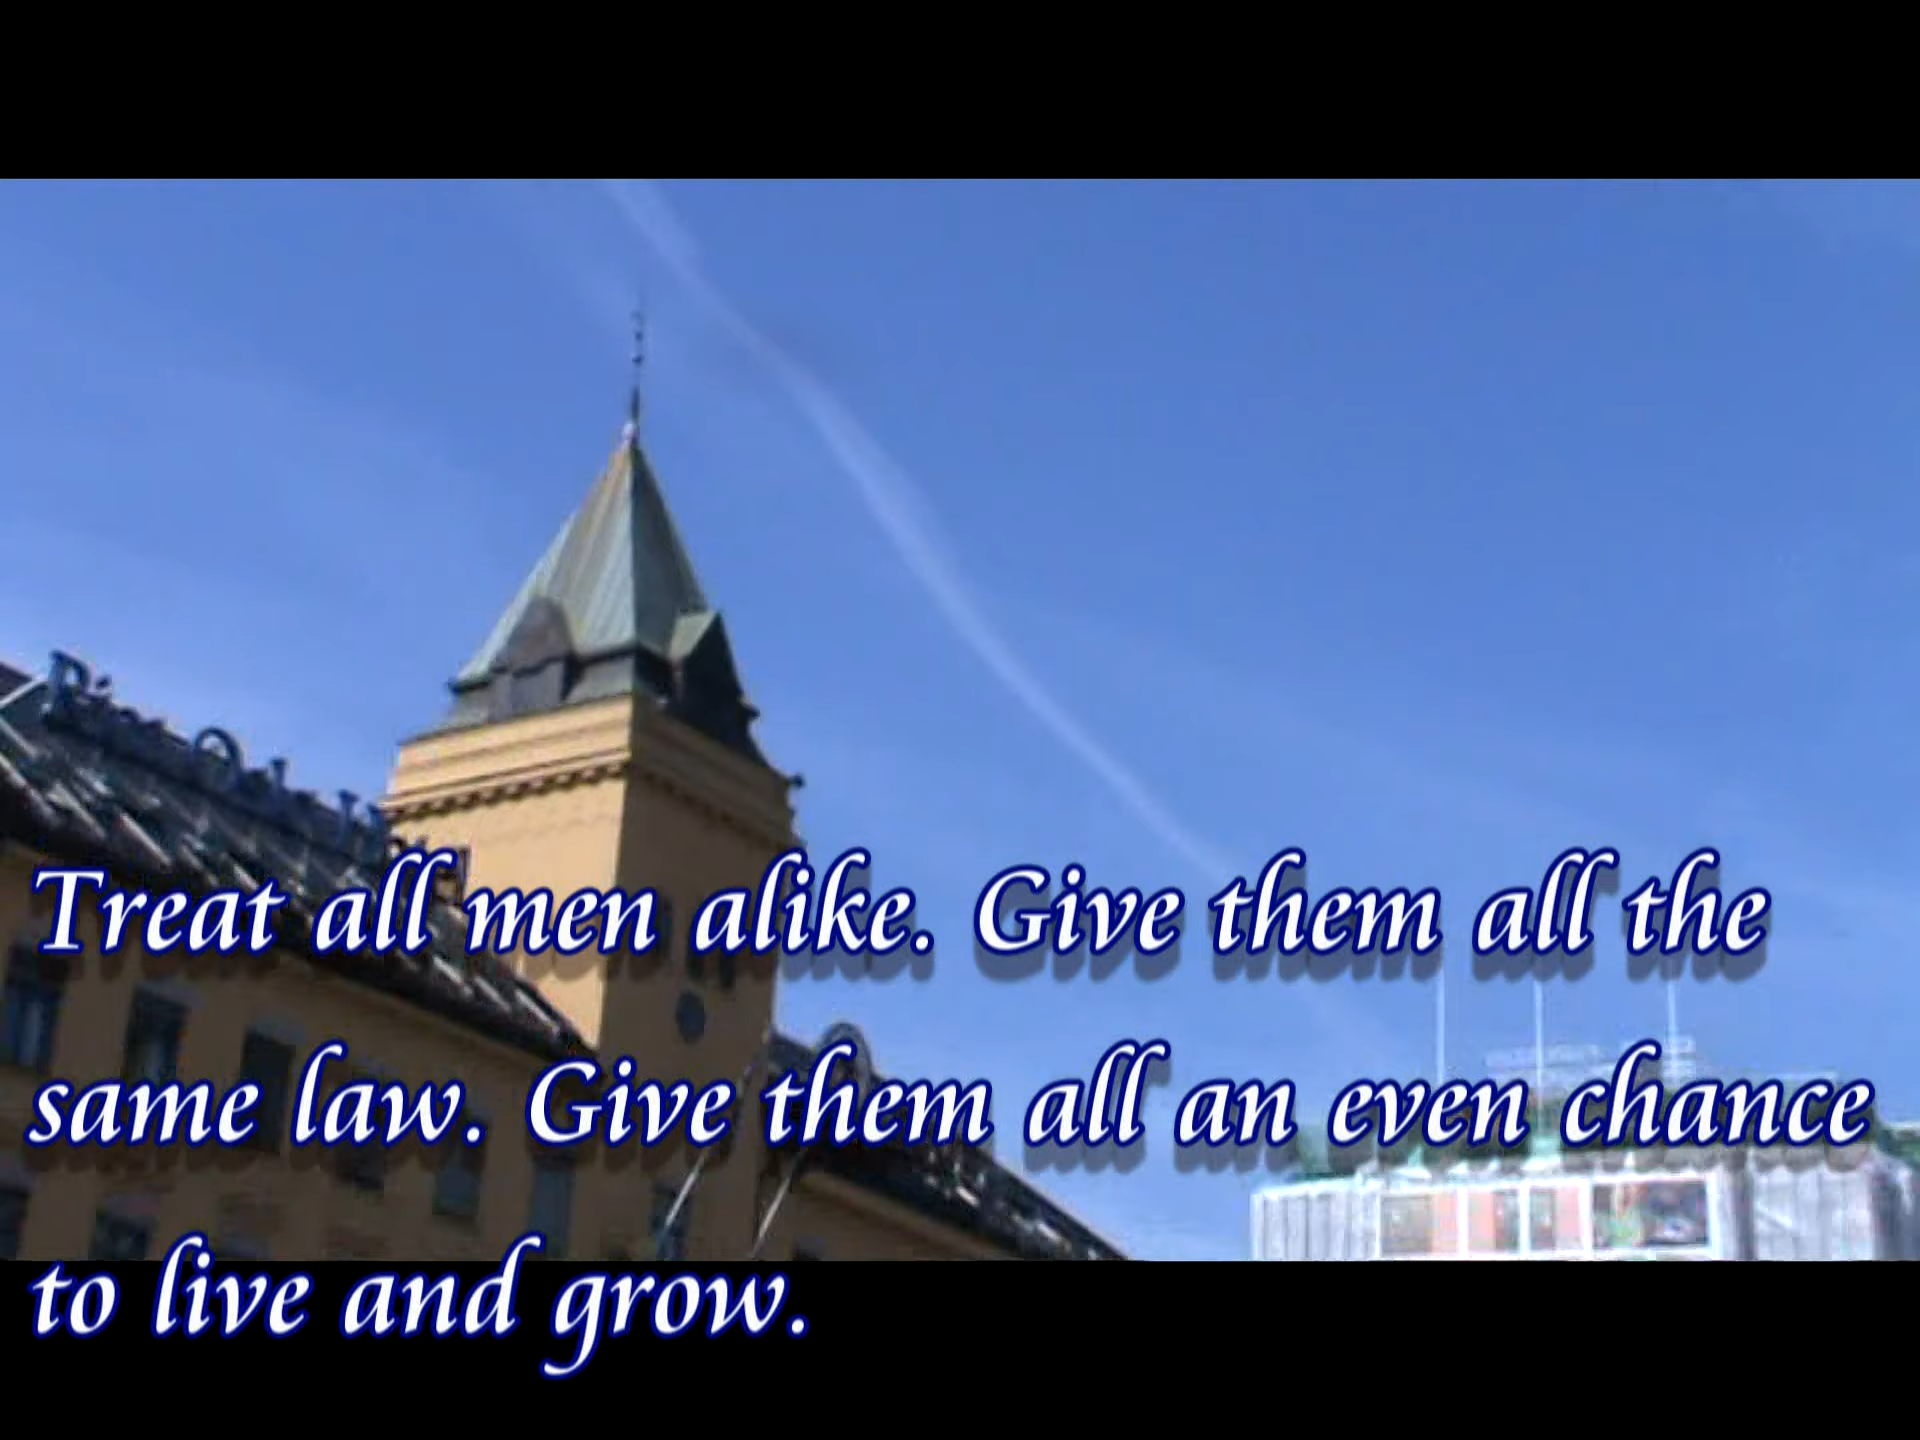 Treat all men alike. Give them all the
same law. Give them all an even chance
to live and grow.